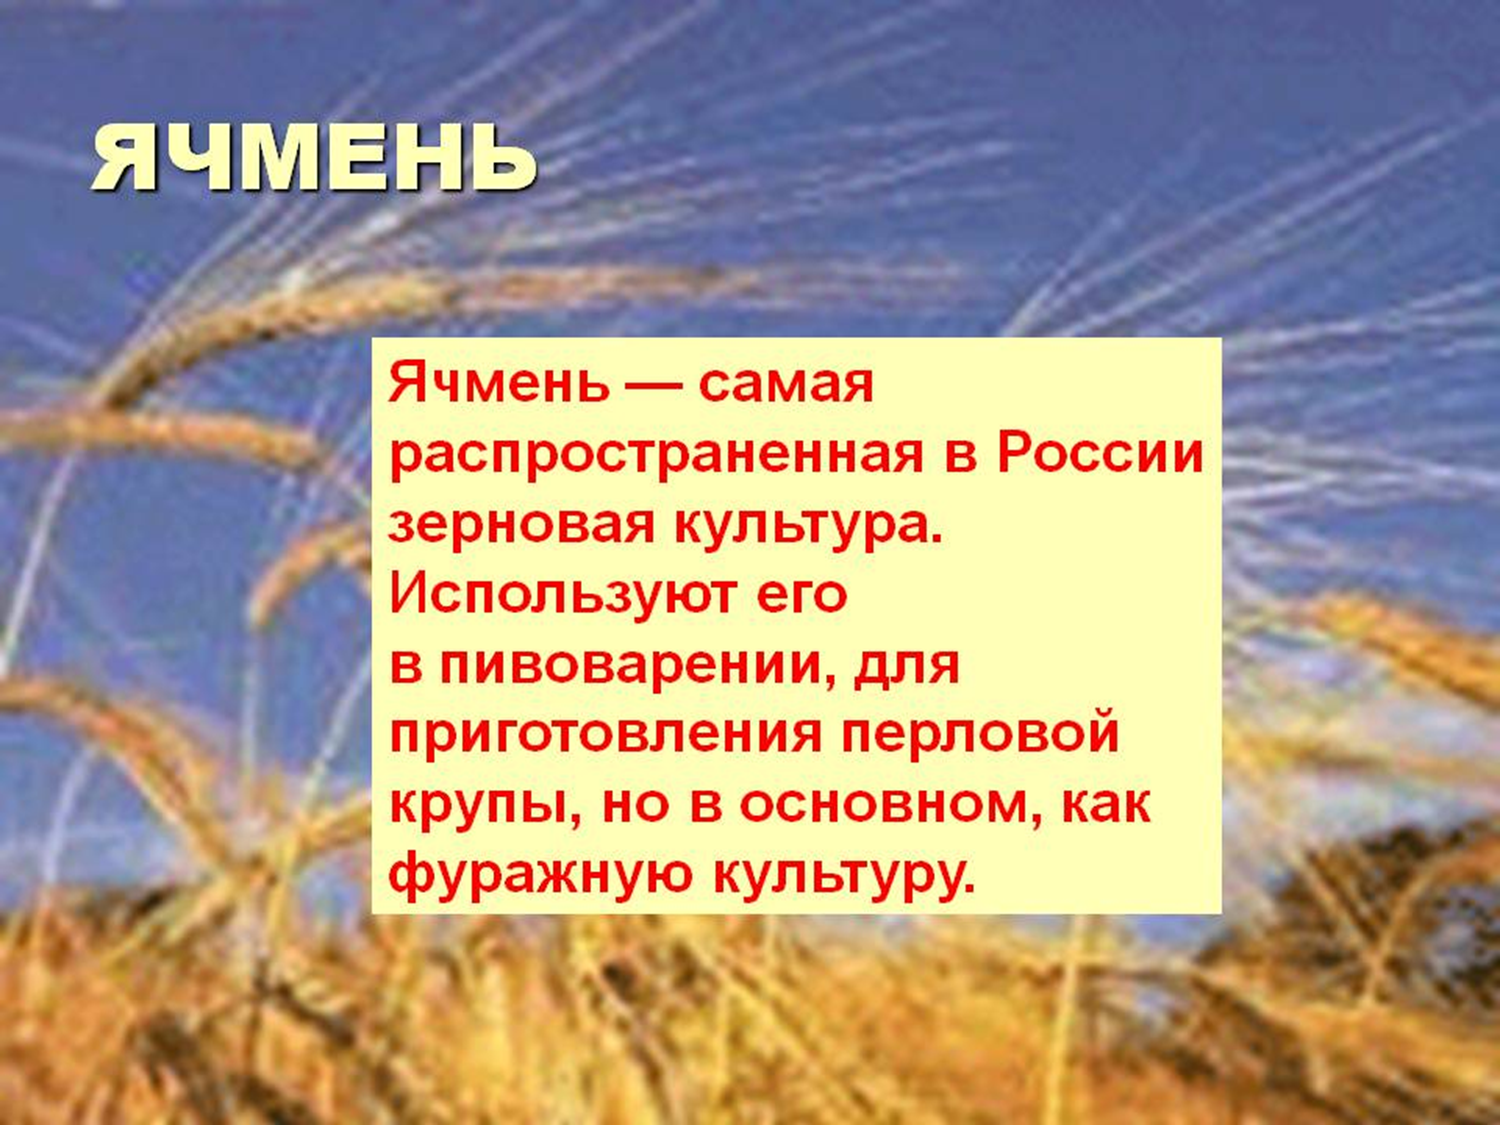 ЯЧМЕНЬ
Ячмень — самая
распространенная в России
зерновая культура.
Используют его
в пивоварении, для
приготовления перловой
крупы, но в основном, как
фуражную культуру.